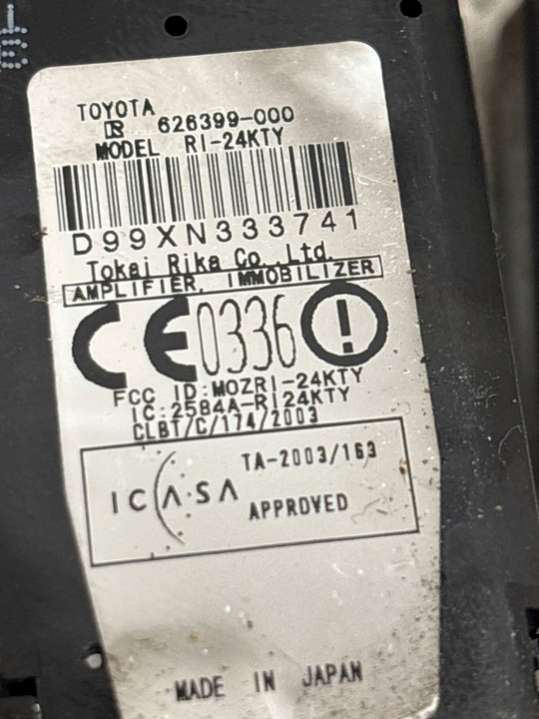 TOYOTA
R 626399-000
MODEL RI-24KTY
D99XN333741
Tokai Rika Co.,Ltd.
AMPLIFIER, IMMOBILIZER
CE0336
FCC ID:MOZRI-24KTY
IC:2584A-RI24KTY
CLBT/C/174/2003
TA-2003/163
ICASA
APPROVED
MADE IN JAPAN